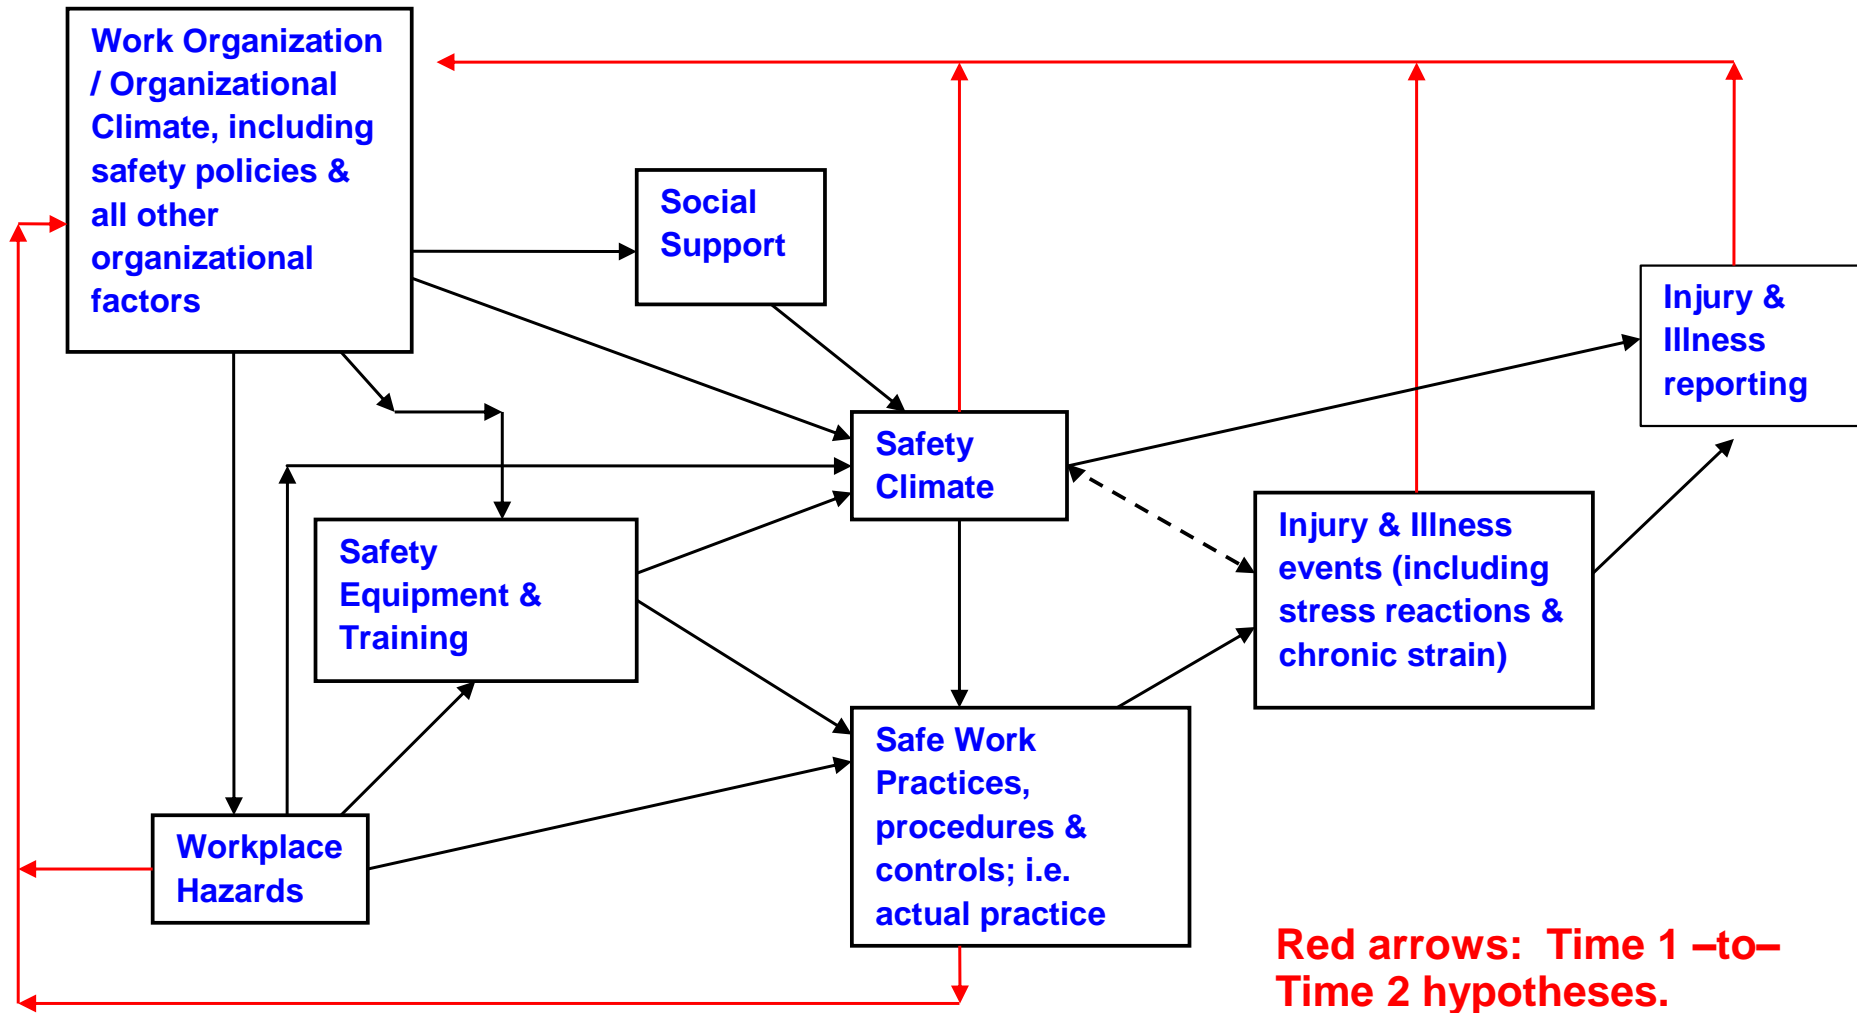 Work Organization
/ Organizational
Climate, including
safety policies &
all other
organizational
factors
Social
Support
Injury &
Illness
reporting
Safety
Climate
Injury & Illness
events (including
stress reactions &
chronic strain)
Safety
Equipment &
Training
Safe Work
Practices,
procedures &
controls; i.e.
actual practice
Workplace
Hazards
Red arrows: Time 1 –to–
Time 2 hypotheses.